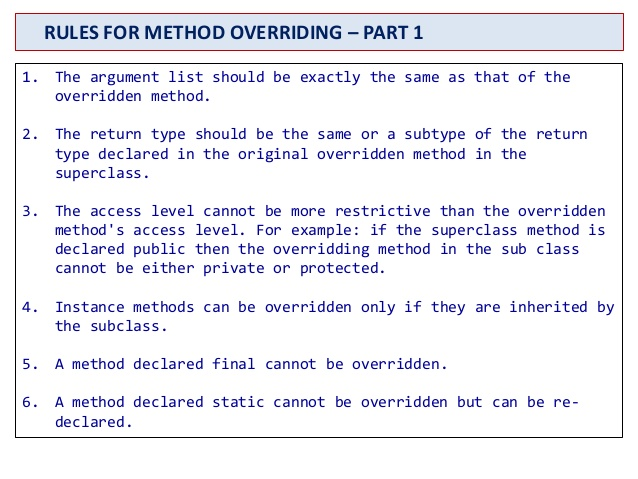 RULES FOR METHOD OVERRIDING – PART 1
1. The argument list should be exactly the same as that of the
overridden method.
2. The return type should be the same or a subtype of the return
type declared in the original overridden method in the
superclass.
3. The access level cannot be more restrictive than the overridden
method's access level. For example: if the superclass method is
declared public then the overridding method in the sub class
cannot be either private or protected.
4. Instance methods can be overridden only if they are inherited by
the subclass.
5. A method declared final cannot be overridden.
6. A method declared static cannot be overridden but can be re-
declared.